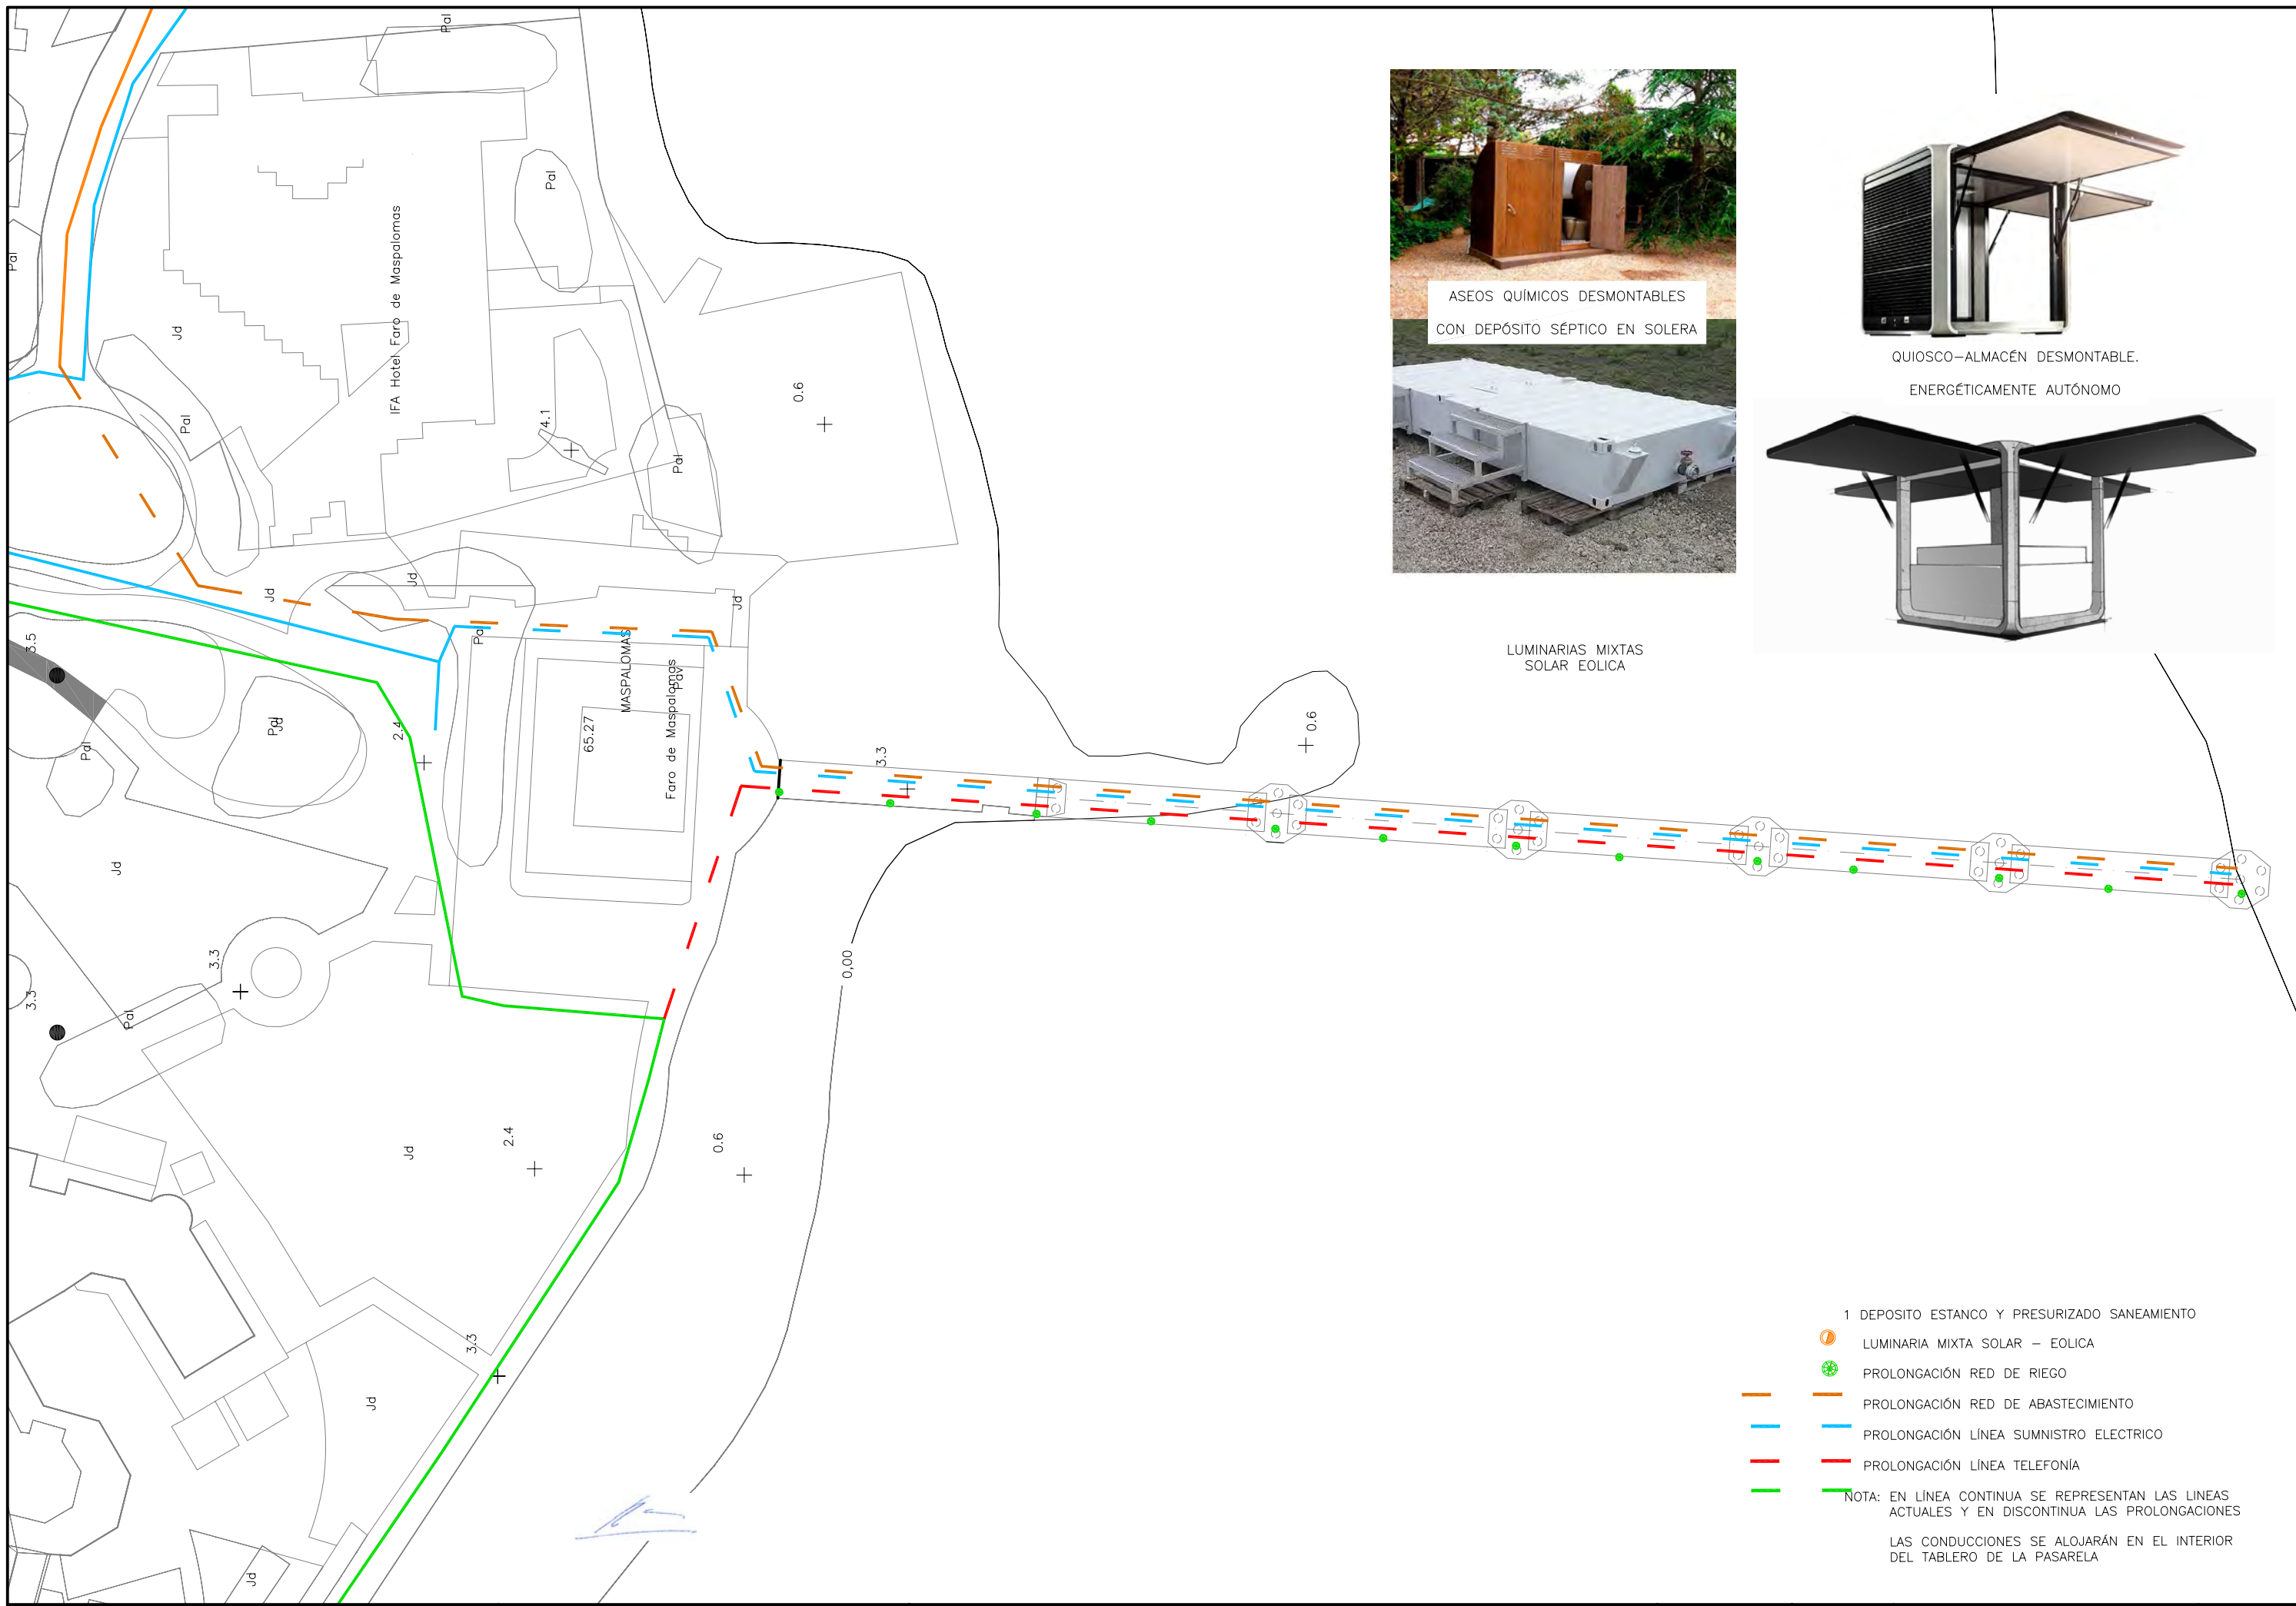 Pal
Pal
Jd
Pal
IFA Hotel Faro de Maspalomas
Pal
4.1
Pal
0.6
Jd
Jd
Jd
Pal
3.5
Pal
Jd
Pal
2.4
MASPALOMAS
Faro de Maspalomas
Pav
65.27
3.3
0.6
Jd
3.3
3.3
Pal
0,00
Jd
2.4
0.6
3.3
Jd
Jd
ASEOS QUÍMICOS DESMONTABLES
CON DEPÓSITO SÉPTICO EN SOLERA
QUIOSCO-ALMACÉN DESMONTABLE.
ENERGÉTICAMENTE AUTÓNOMO
LUMINARIAS MIXTAS
SOLAR EOLICA
1 DEPOSITO ESTANCO Y PRESURIZADO SANEAMIENTO
LUMINARIA MIXTA SOLAR – EOLICA
PROLONGACIÓN RED DE RIEGO
PROLONGACIÓN RED DE ABASTECIMIENTO
PROLONGACIÓN LÍNEA SUMNISTRO ELECTRICO
PROLONGACIÓN LÍNEA TELEFONÍA
NOTA: EN LÍNEA CONTINUA SE REPRESENTAN LAS LINEAS
ACTUALES Y EN DISCONTINUA LAS PROLONGACIONES
LAS CONDUCCIONES SE ALOJARÁN EN EL INTERIOR
DEL TABLERO DE LA PASARELA